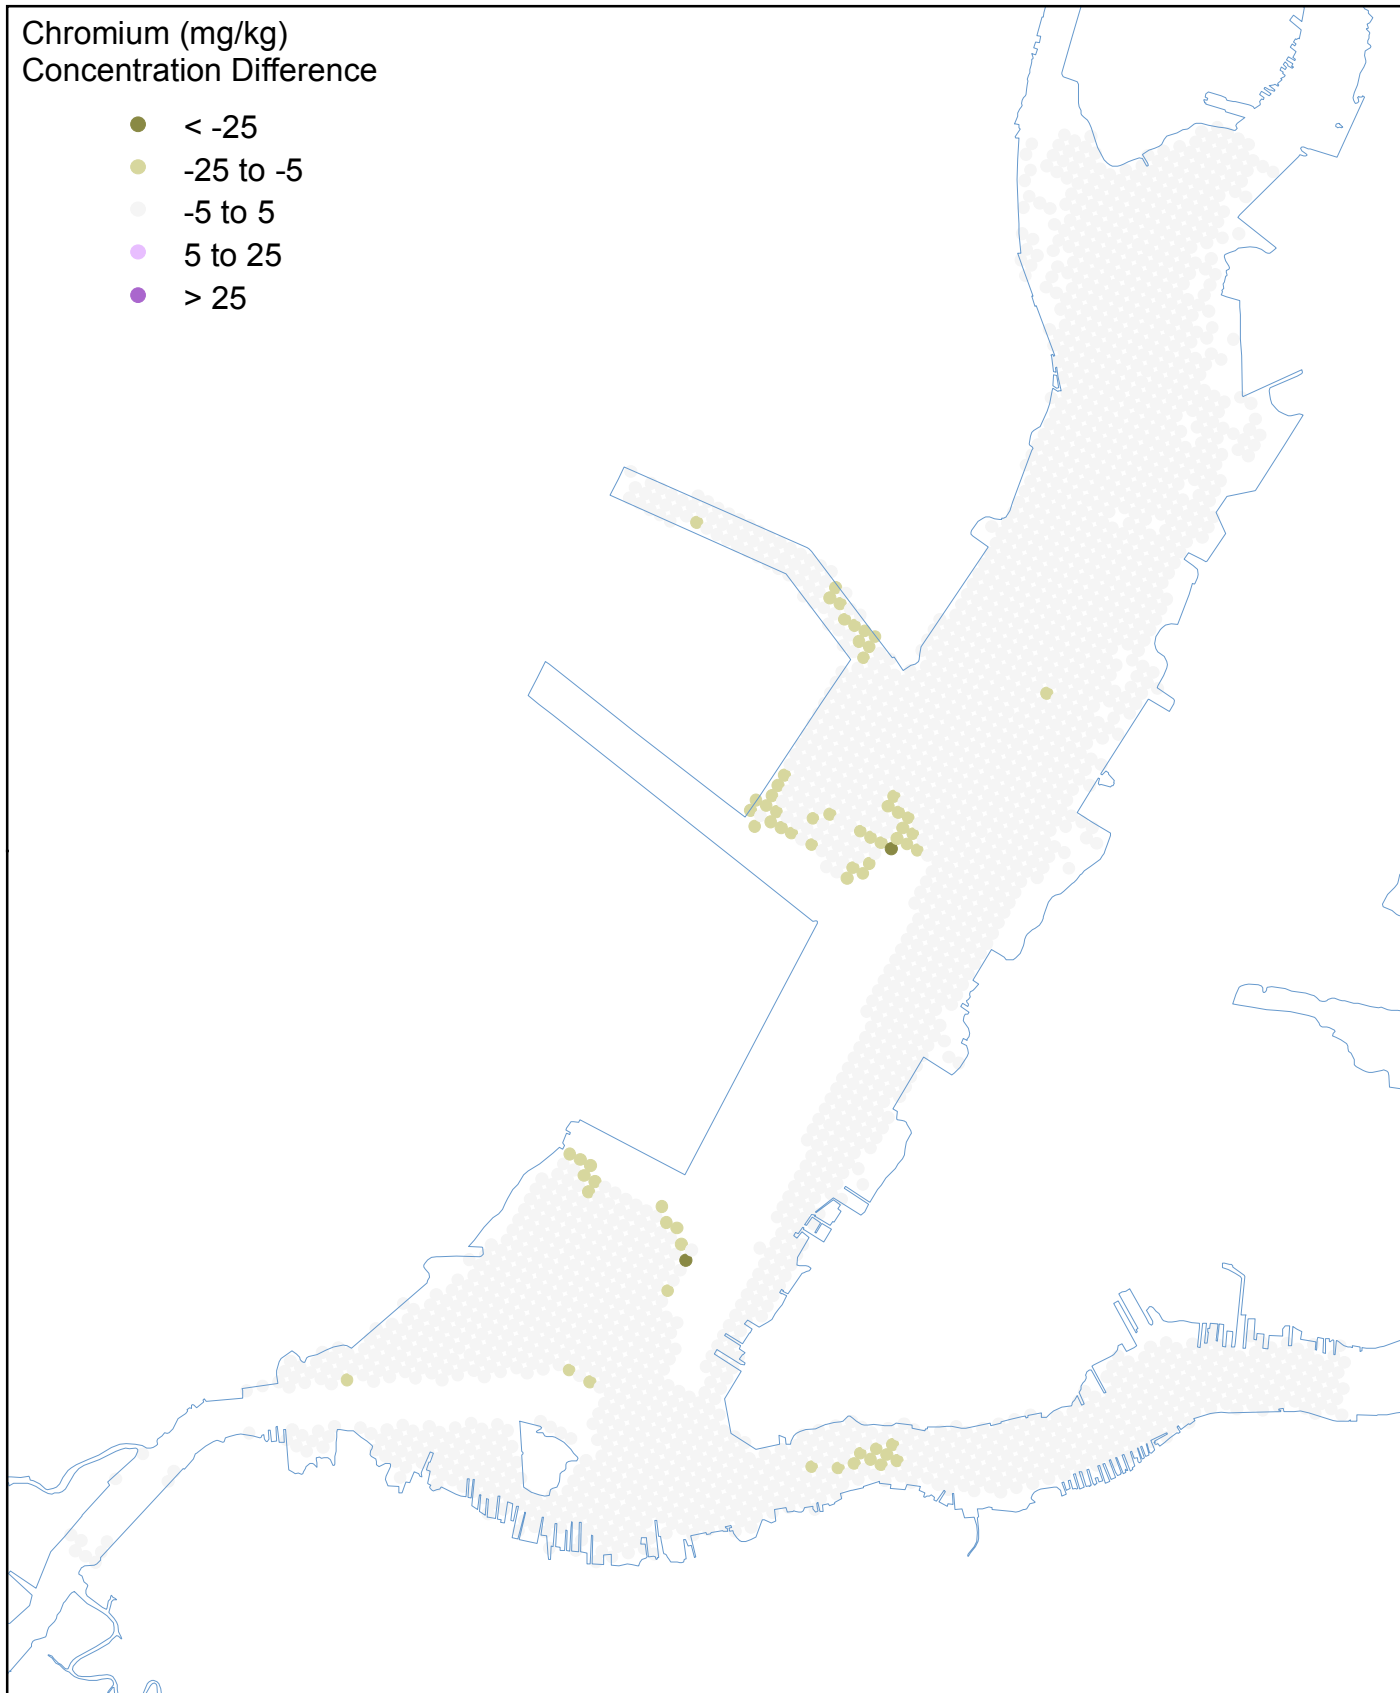 Chromium (mg/kg)
Concentration Difference
< -25
-25 to -5
-5 to 5
5 to 25
> 25